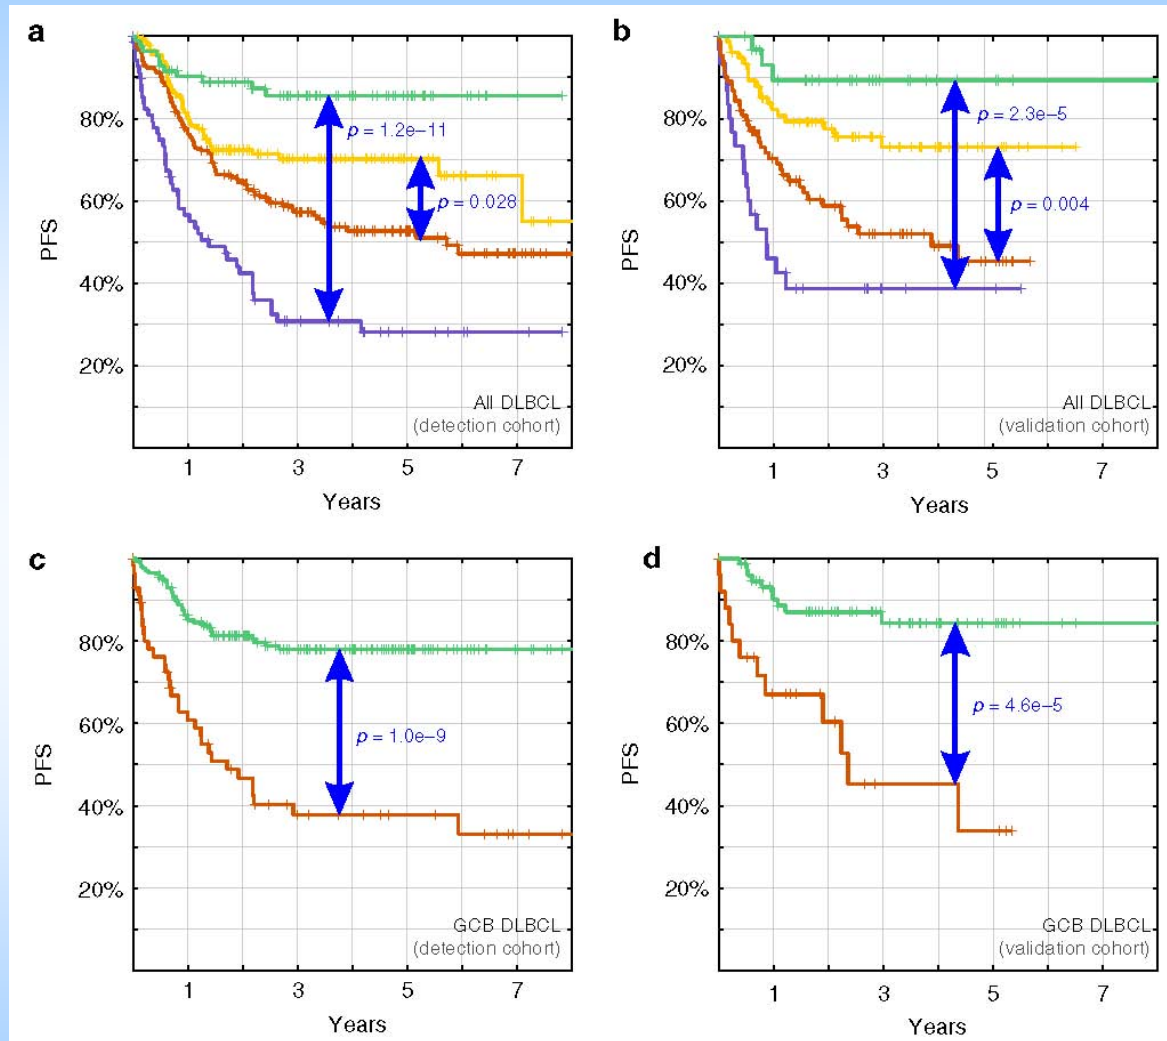 a
PFS
80%
60%
40%
20%
p = 1.2e–11
p = 0.028
All DLBCL
(detection cohort)
1 3 5 7
Years
b
PFS
80%
60%
40%
20%
p = 2.3e–5
p = 0.004
All DLBCL
(validation cohort)
1 3 5 7
Years
c
PFS
80%
60%
40%
20%
p = 1.0e–9
GCB DLBCL
(detection cohort)
1 3 5 7
Years
d
PFS
80%
60%
40%
20%
p = 4.6e–5
GCB DLBCL
(validation cohort)
1 3 5 7
Years